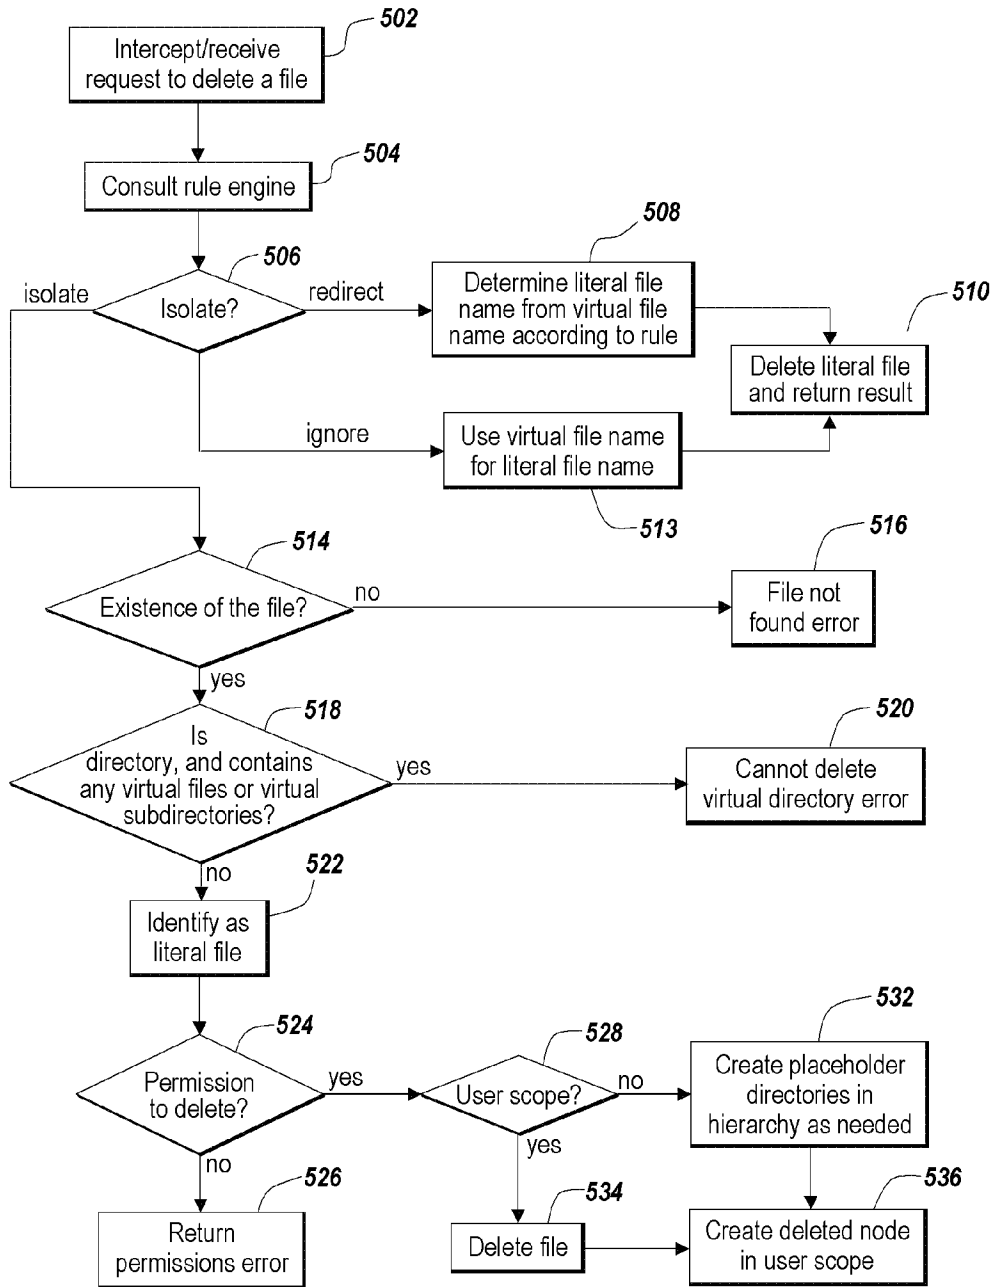 502
Intercept/receive
request to delete a file
504
Consult rule engine
506
Isolate?
isolate
redirect
508
Determine literal file
name from virtual file
name according to rule
510
Delete literal file
and return result
ignore
Use virtual file name
for literal file name
513
514
Existence of the file?
no
516
File not
found error
yes
518
Is
directory, and contains
any virtual files or virtual
subdirectories?
yes
520
Cannot delete
virtual directory error
no
522
Identify as
literal file
524
Permission
to delete?
yes
528
User scope?
no
532
Create placeholder
directories in
hierarchy as needed
no
526
Return
permissions error
yes
534
Delete file
536
Create deleted node
in user scope